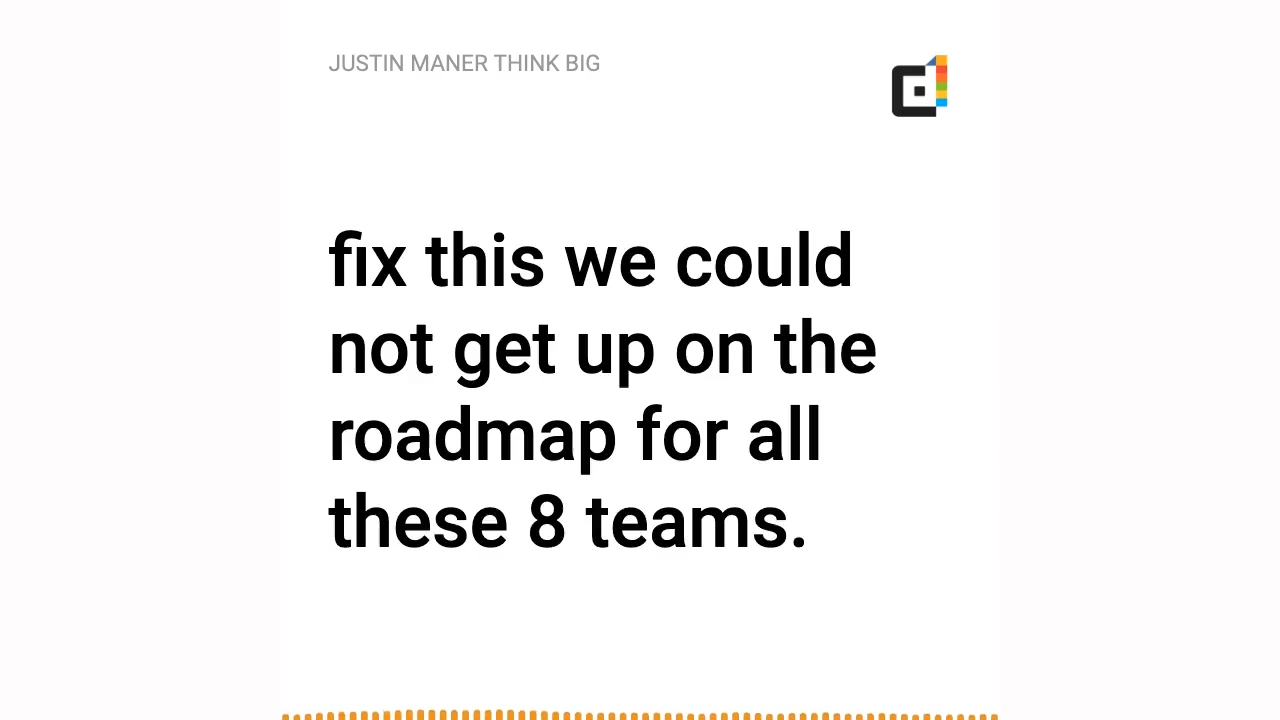 JUSTIN MANER THINK BIG
fix this we could
not get up on the
roadmap for all
these 8 teams.